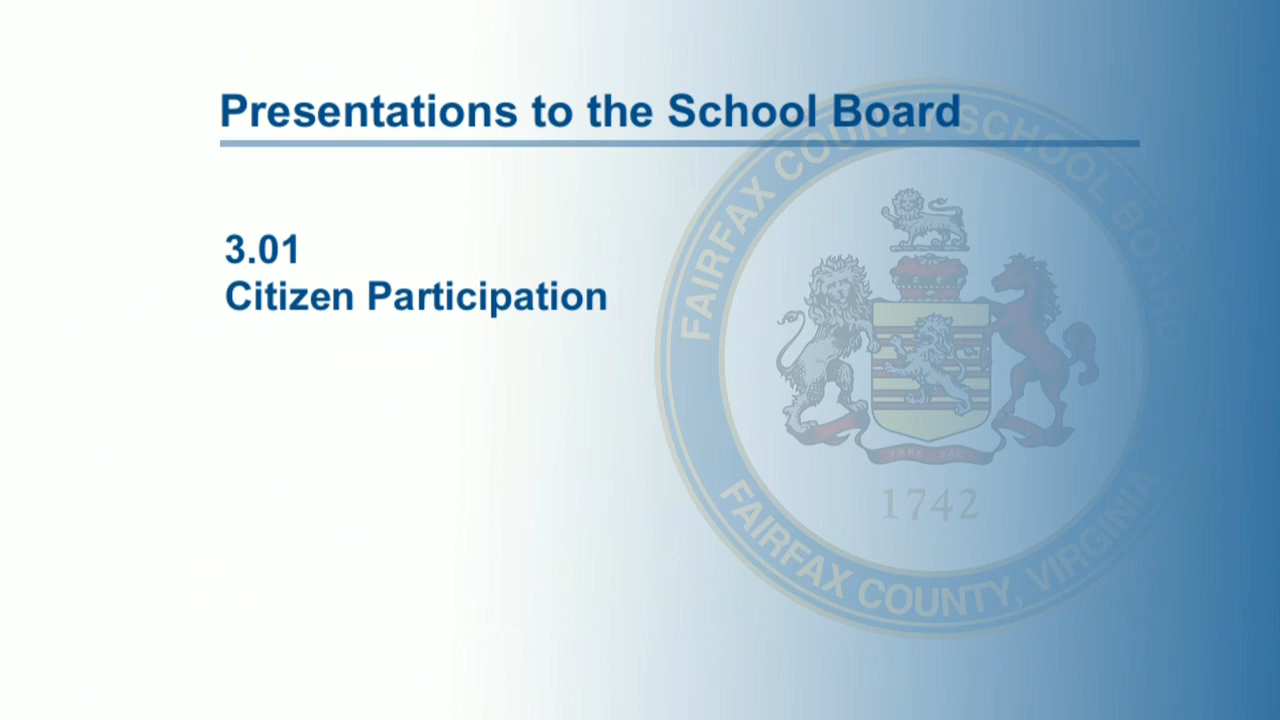 Presentations to the School Board
3.01
Citizen Participation
FAIRFAX COUNTY SCHOOL BOARD
1742
FAIRFAX COUNTY, VIRGINIA